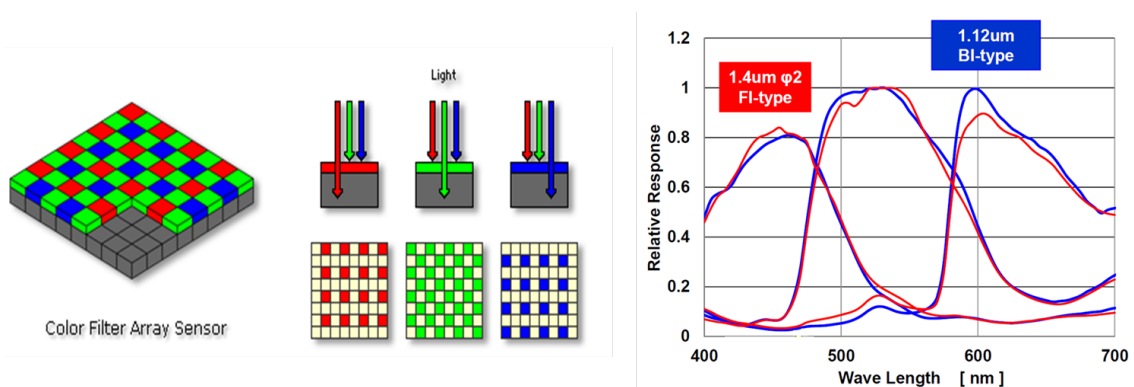 Light
Color Filter Array Sensor
1.4um φ2
FI-type
1.12um
BI-type
Relative Response
1.2
1
0.8
0.6
0.4
0.2
0
400
500
600
700
Wave Length [ nm ]